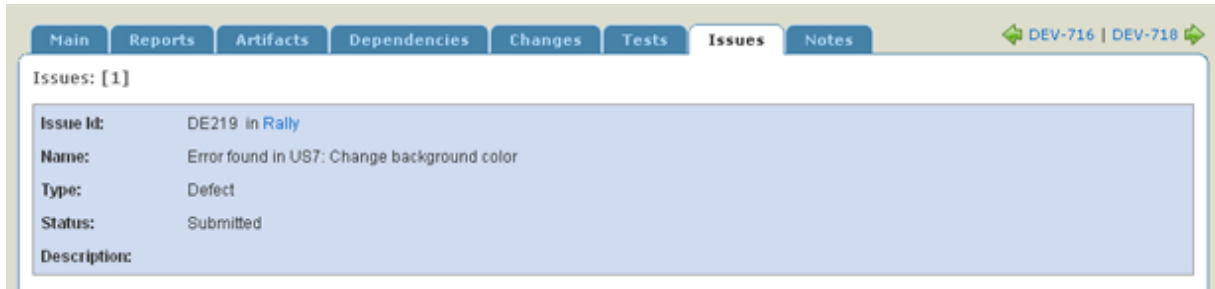 Main Reports Artifacts Dependencies Changes Tests Issues Notes DEV-716 | DEV-718
Issues: [1]
Issue Id: DE219 in Rally
Name: Error found in US7: Change background color
Type: Defect
Status: Submitted
Description: